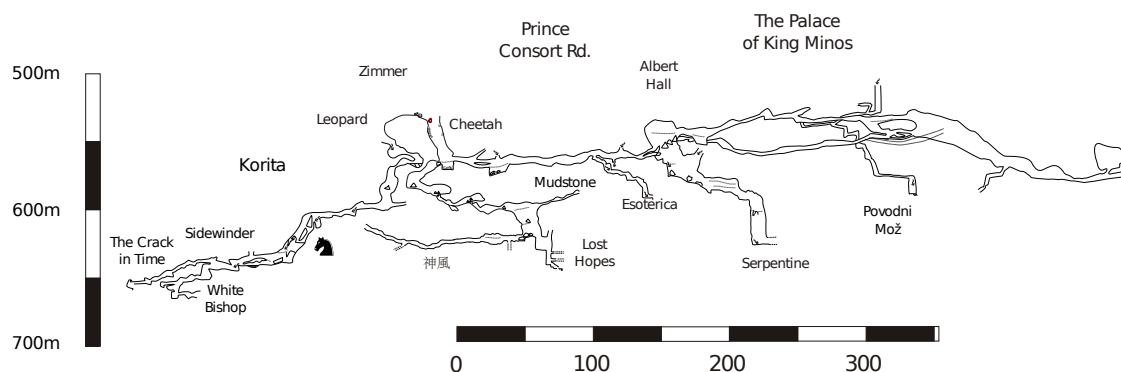 The Palace
of King Minos
Prince
Consort Rd.
500m
Zimmer
Albert
Hall
Leopard
Cheetah
Korita
Mudstone
Esoterica
600m
Povodni
Mož
Sidewinder
The Crack
in Time
神風
Lost
Hopes
Serpentine
White
Bishop
700m
0
100
200
300